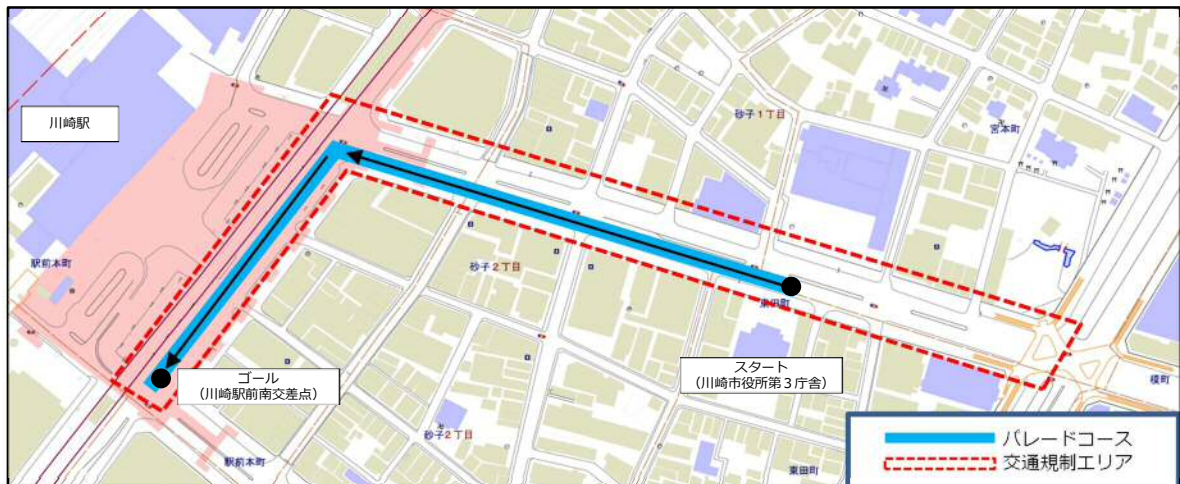 川崎駅
砂子1丁目
宮本町
駅前本町
砂子2丁目
東田町
ゴール
（川崎駅前南交差点）
スタート
（川崎市役所第３庁舎）
榎町
砂子2丁目
駅前本町
東田町
パレードコース
交通規制エリア